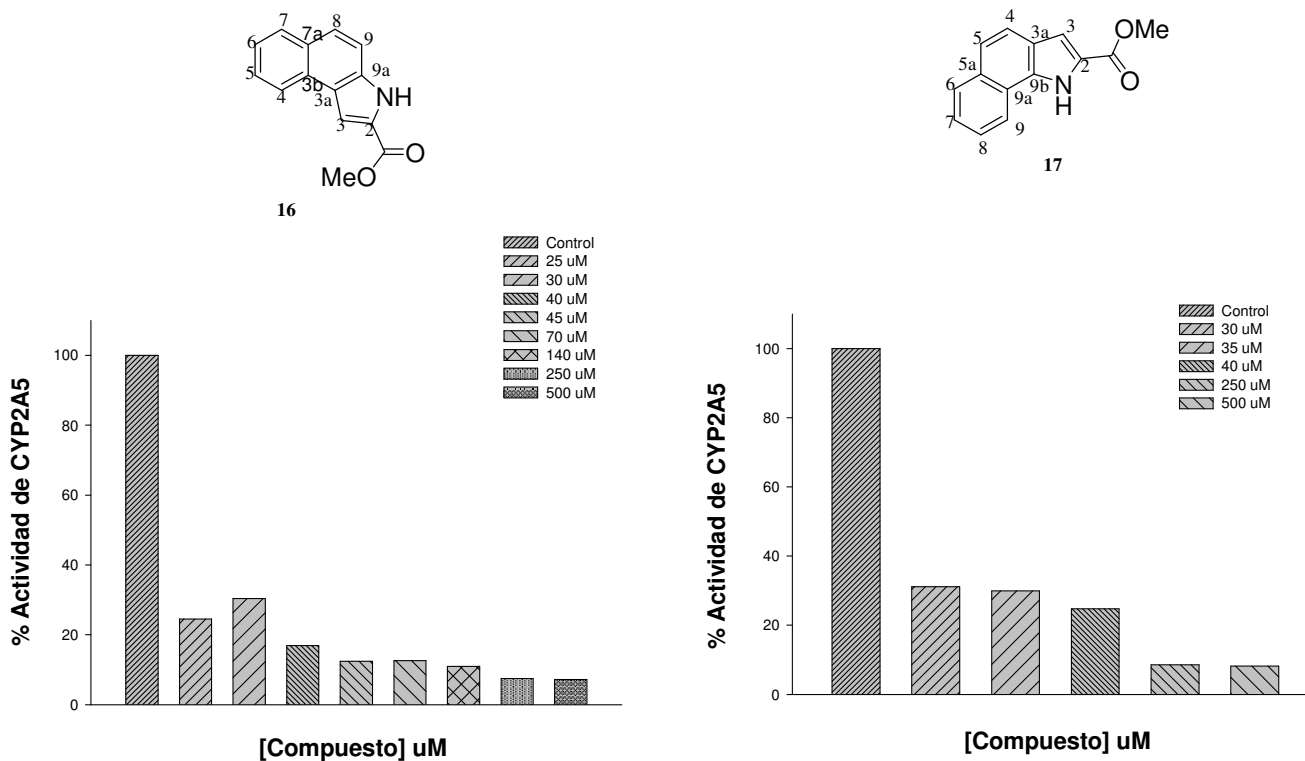 7
8
7a
6
9
5
9a
3b
NH
4
3a
3
2
O
MeO
16
4
3
OMe
5
3a
5a
2
O
6
9b
NH
9a
7
9
8
17
Control
25 uM
30 uM
40 uM
45 uM
70 uM
140 uM
250 uM
500 uM
% Actividad de CYP2A5
100
80
60
40
20
0
[Compuesto] uM
Control
30 uM
35 uM
40 uM
250 uM
500 uM
% Actividad de CYP2A5
100
80
60
40
20
0
[Compuesto] uM